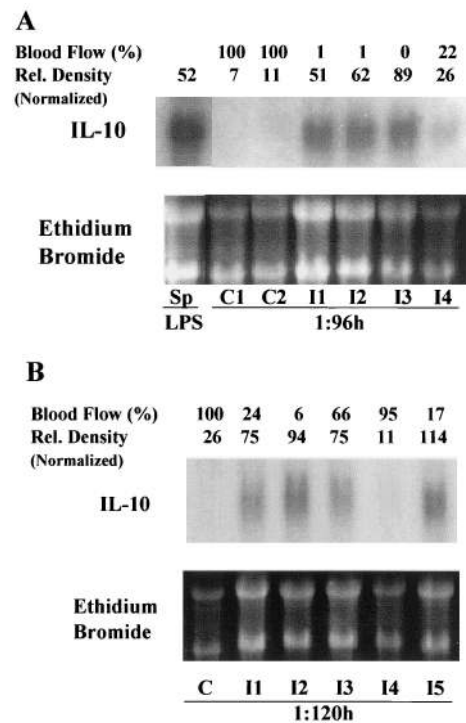 A
Blood Flow (%) 100 100 1 1 0 22
Rel. Density 52 7 11 51 62 89 26
(Normalized)
IL-10
Ethidium
Bromide
Sp C1 C2 I1 I2 I3 I4
LPS 1:96h
B
Blood Flow (%) 100 24 6 66 95 17
Rel. Density 26 75 94 75 11 114
(Normalized)
IL-10
Ethidium
Bromide
C I1 I2 I3 I4 I5
1:120h